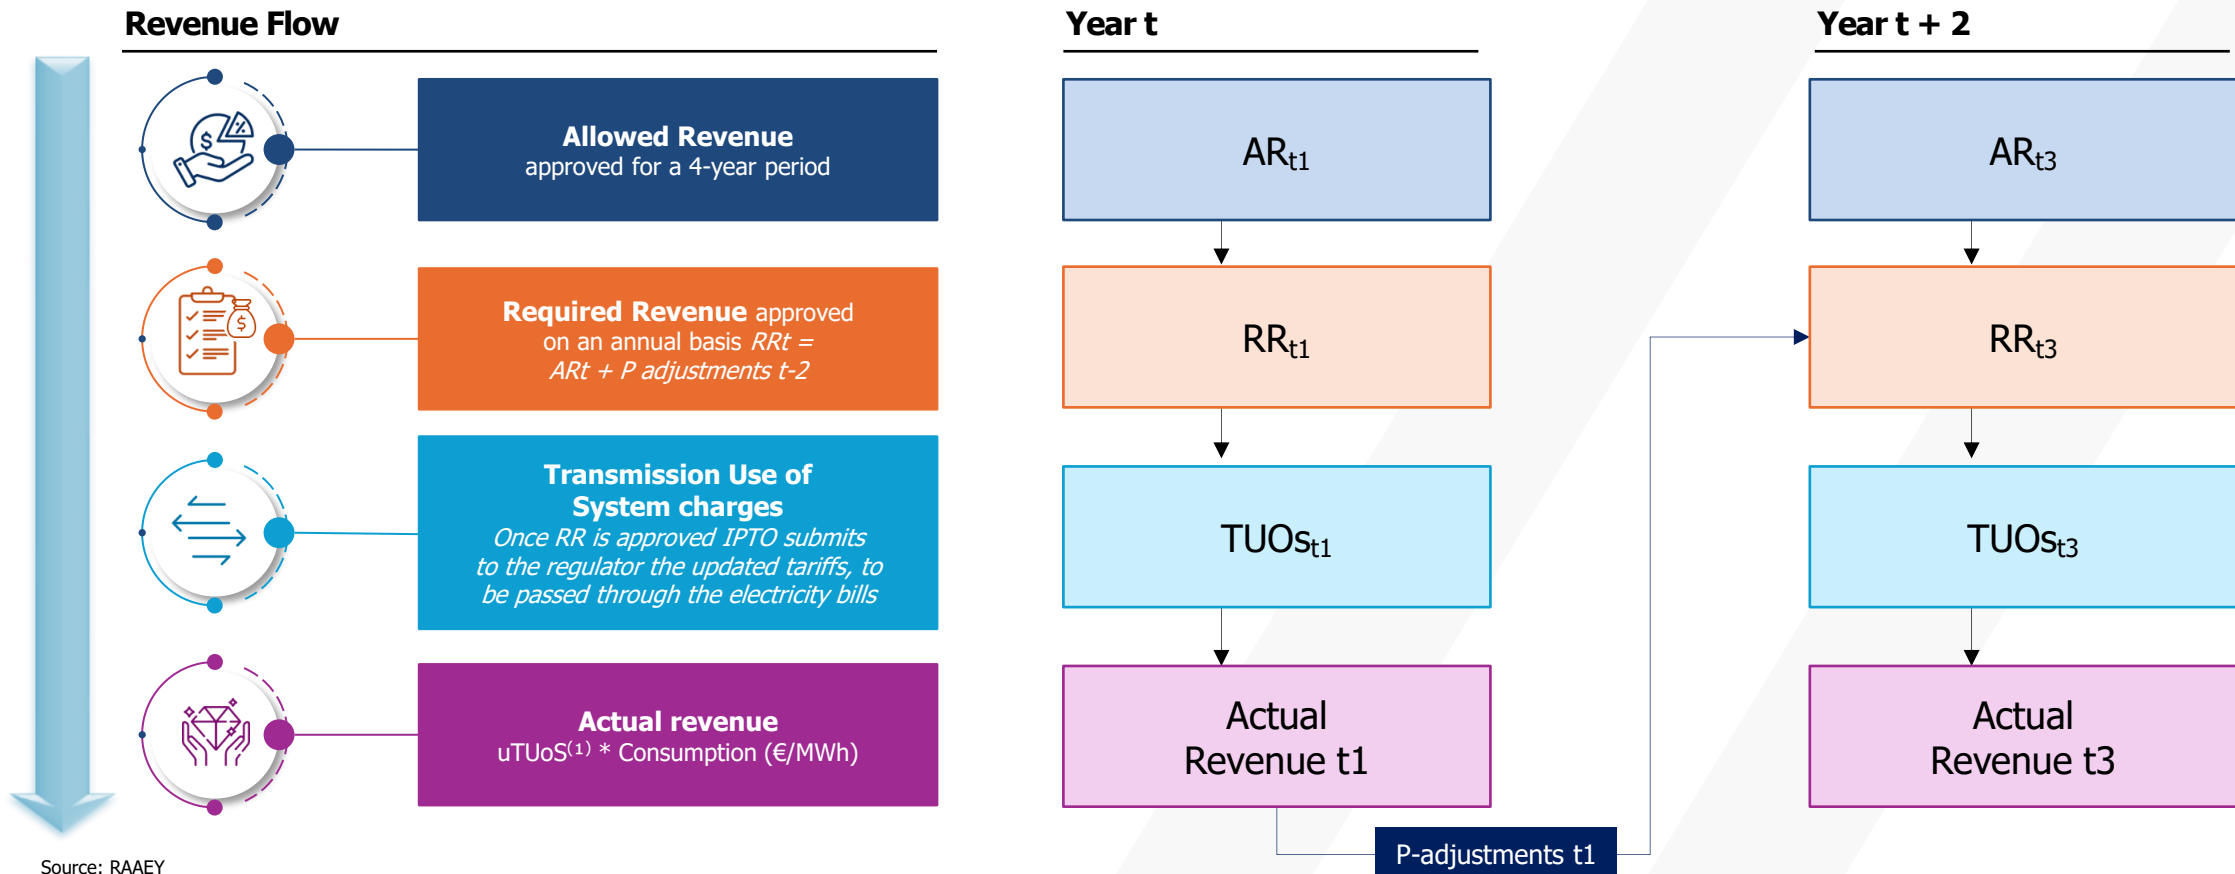 Revenue Flow
Allowed Revenue
approved for a 4-year period
Required Revenue approved
on an annual basis RRt =
ARt + P adjustments t-2
Transmission Use of
System charges
Once RR is approved IPTO submits
to the regulator the updated tariffs, to
be passed through the electricity bills
Actual revenue
uTUoS(1) * Consumption (€/MWh)
Year t
ARt1
RRt1
TUOst1
Actual
Revenue t1
P-adjustments t1
Year t + 2
ARt3
RRt3
TUOst3
Actual
Revenue t3
Source: RAAEY